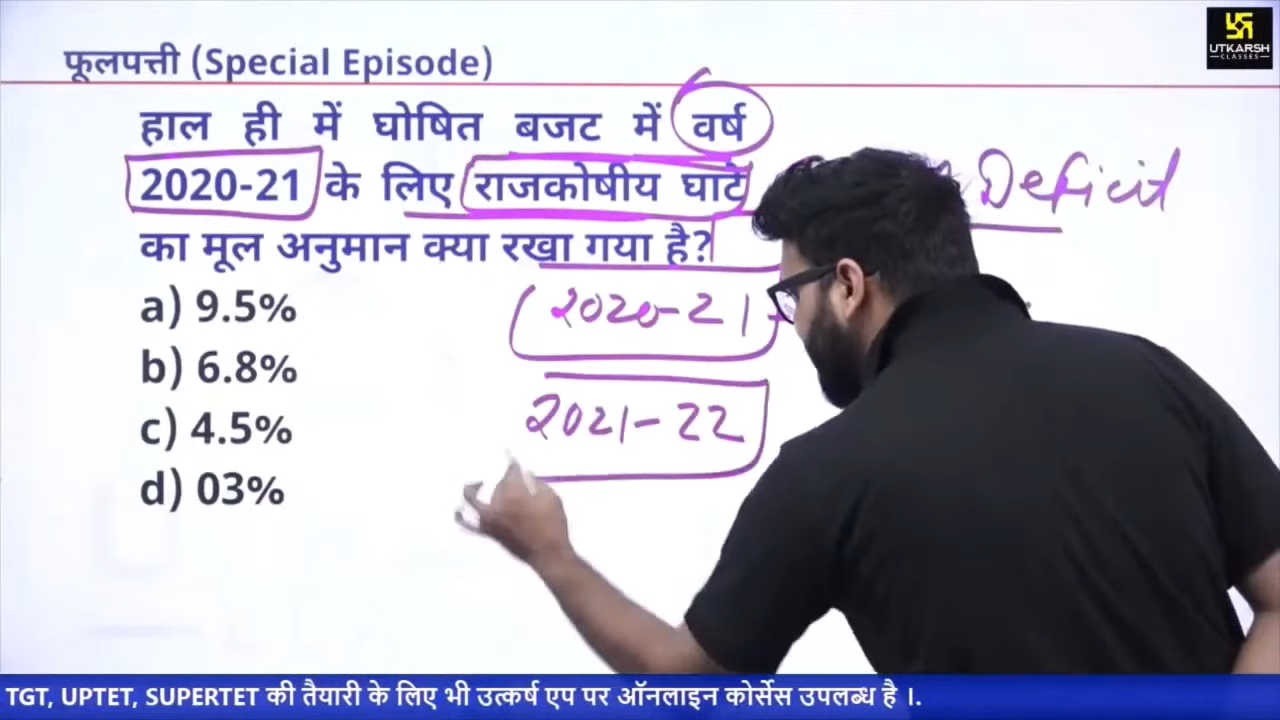 फूलपत्ती (Special Episode)
UTKARSH
CLASSES
हाल ही में घोषित बजट में वर्ष
2020-21 के लिए राजकोषीय घाटे
Deficit
का मूल अनुमान क्या रखा गया है?
a) 9.5%
2020-21
b) 6.8%
2021-22
c) 4.5%
d) 03%
TGT, UPTET, SUPERTET की तैयारी के लिए भी उत्कर्ष एप पर ऑनलाइन कोर्सेस उपलब्ध है ।